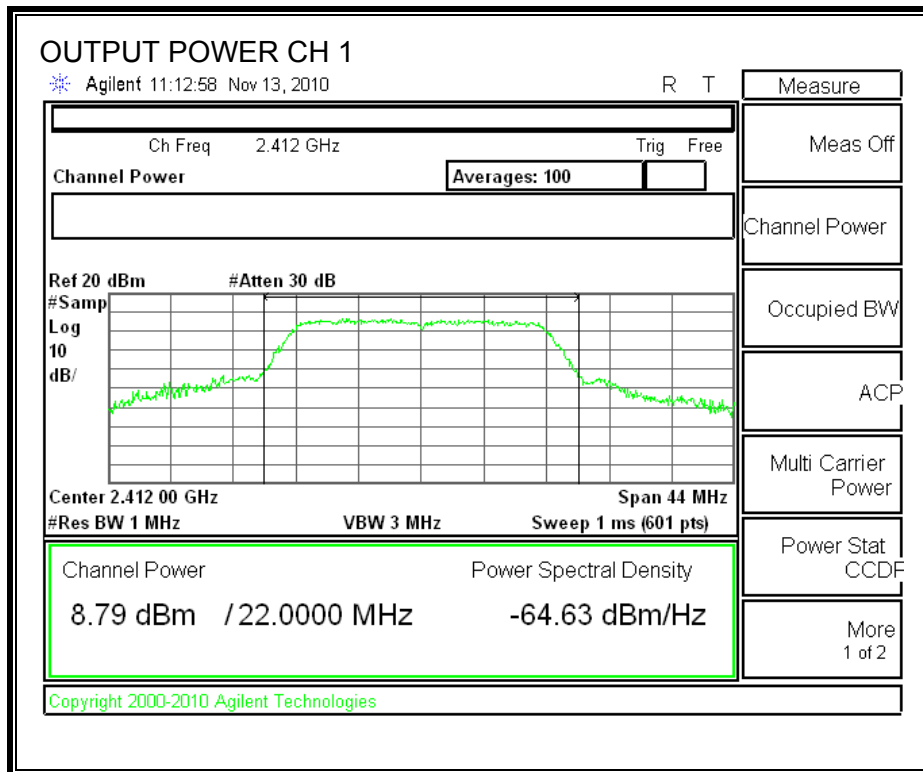 OUTPUT POWER CH 1
Agilent 11:12:58 Nov 13, 2010 R T
Ch Freq 2.412 GHz Trig Free
Channel Power Averages: 100
Ref 20 dBm #Atten 30 dB
#Samp
Log
10
dB/
Center 2.412 00 GHz Span 44 MHz
#Res BW 1 MHz VBW 3 MHz Sweep 1 ms (601 pts)
Channel Power Power Spectral Density
8.79 dBm / 22.0000 MHz -64.63 dBm/Hz
Copyright 2000-2010 Agilent Technologies
Measure
Meas Off
Channel Power
Occupied BW
ACP
Multi Carrier
Power
Power Stat
CCDF
More
1 of 2